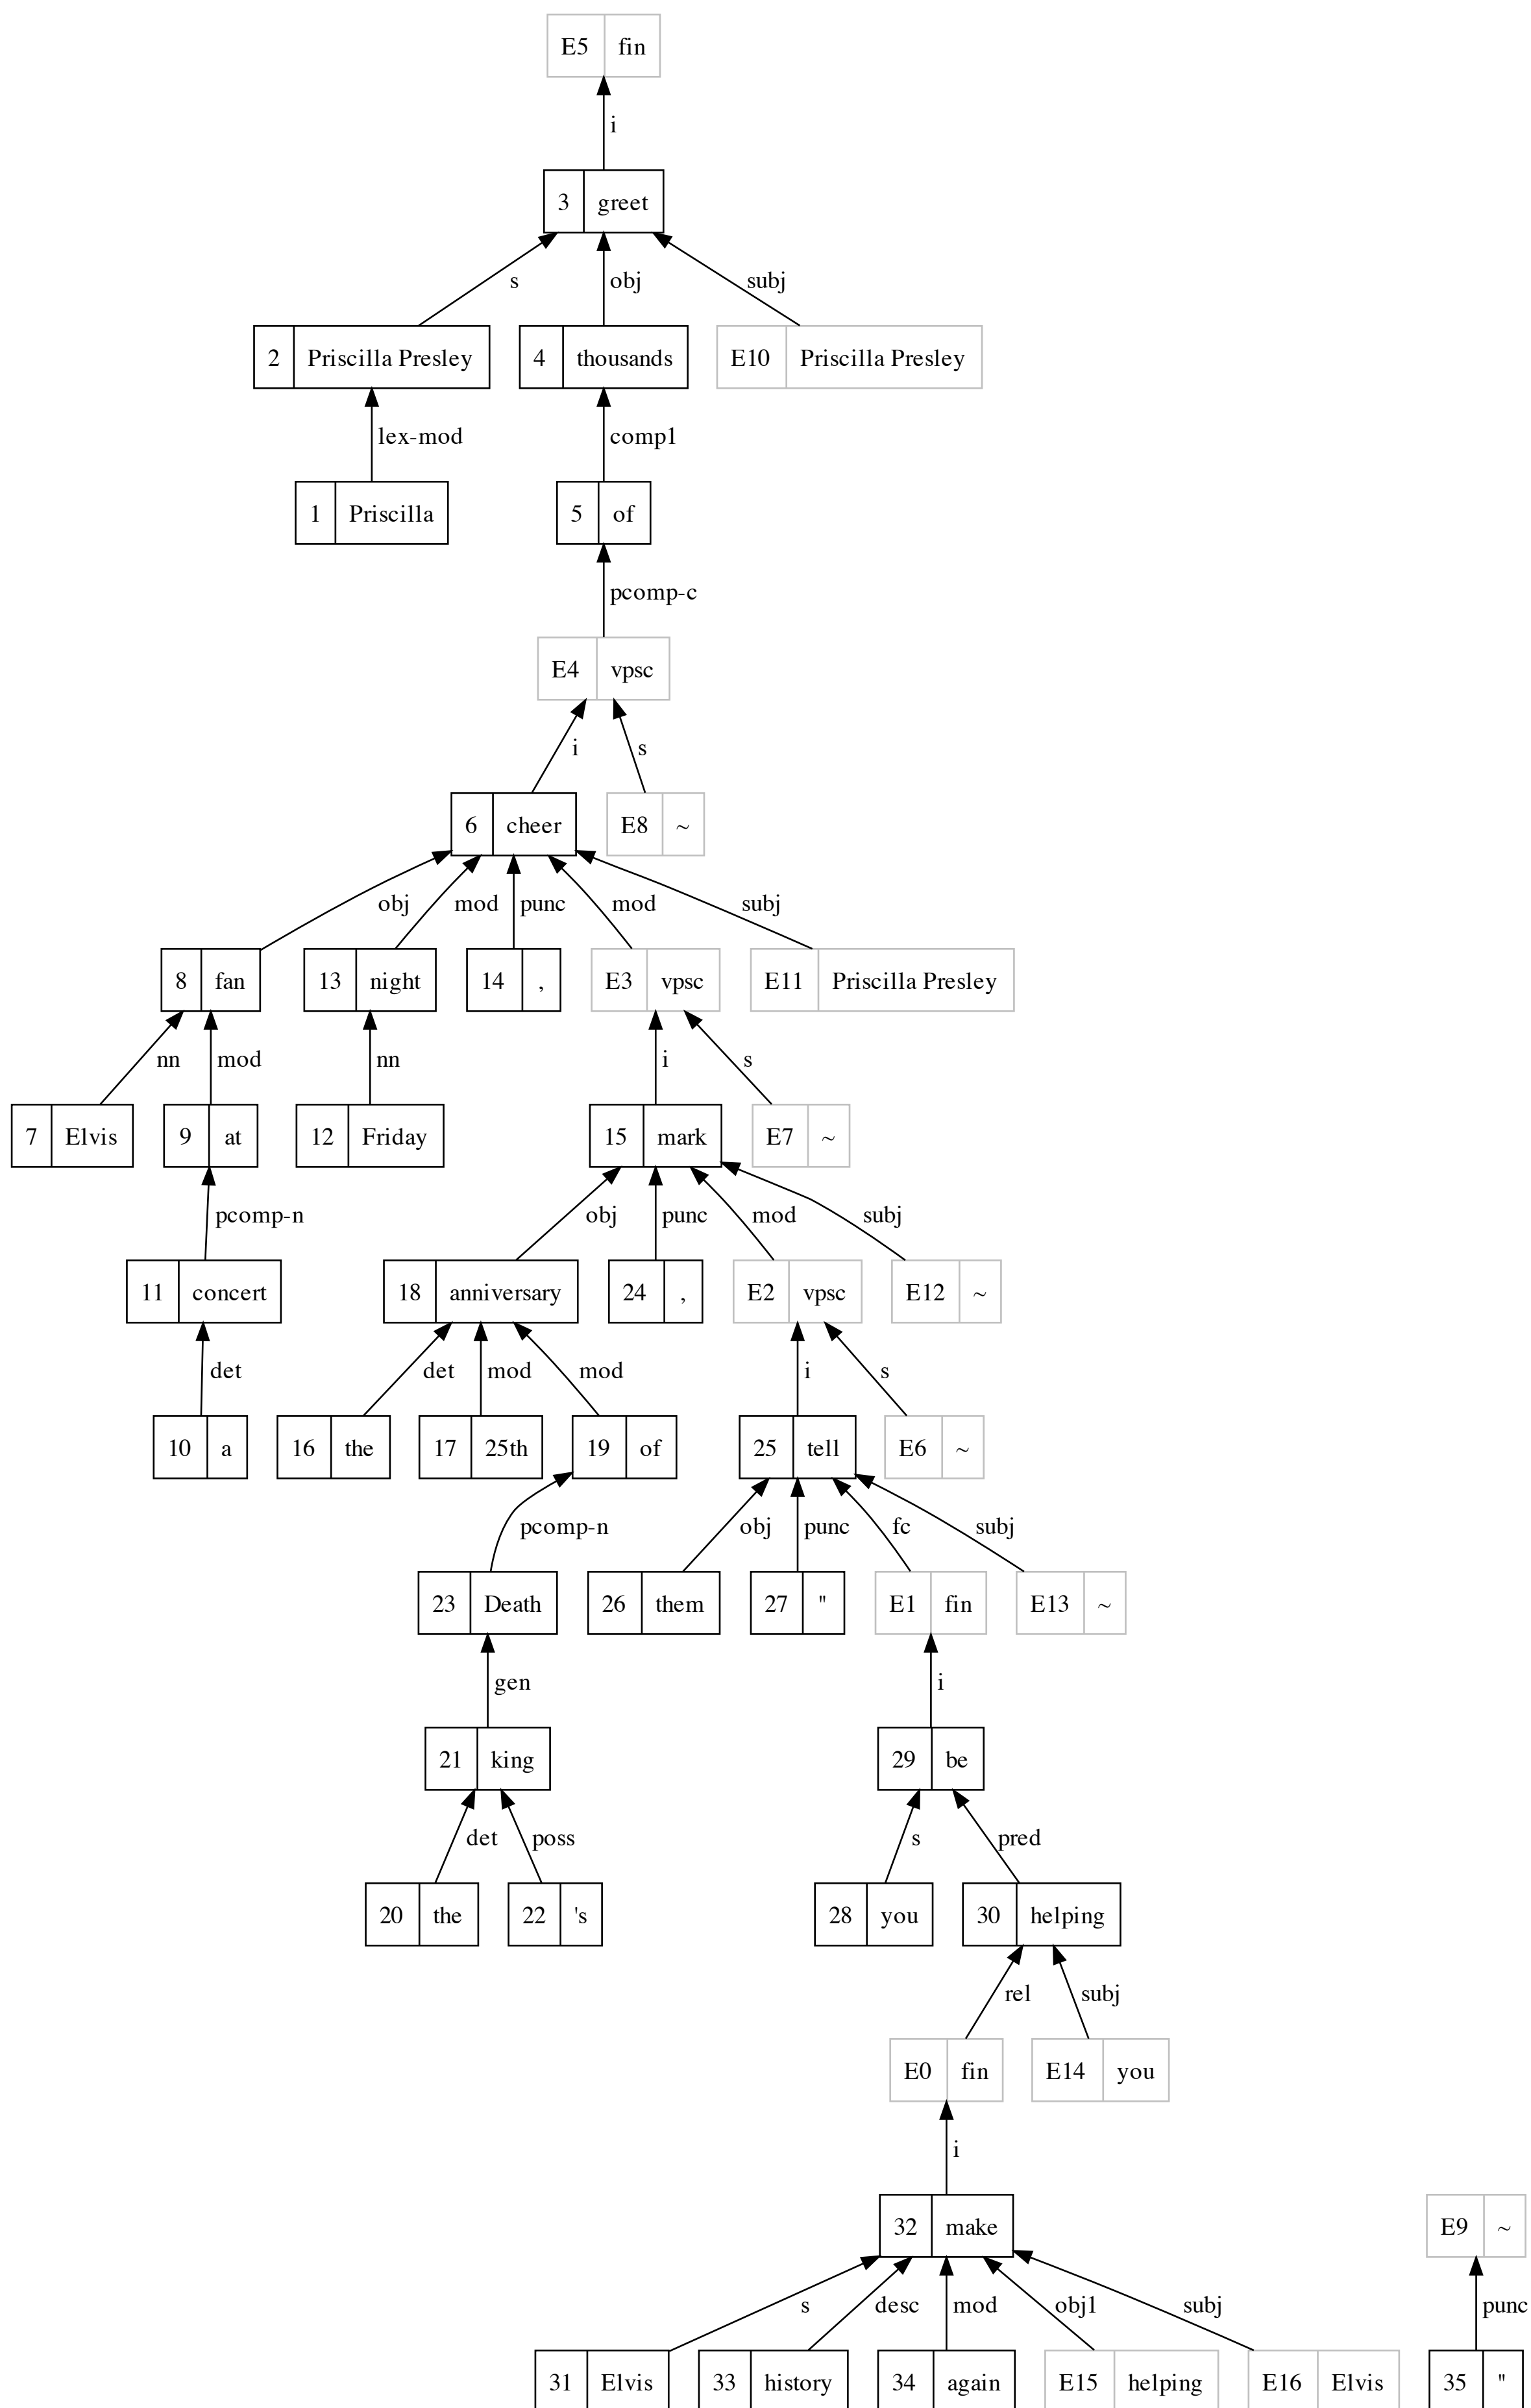 E5 fin
i
3 greet
s obj subj
2 Priscilla Presley 4 thousands E10 Priscilla Presley
lex-mod comp1
1 Priscilla 5 of
pcomp-c
E4 vpsc
i s
6 cheer E8 ~
obj mod punc mod subj
8 fan 13 night 14 , E3 vpsc E11 Priscilla Presley
nn mod nn i s
7 Elvis 9 at 12 Friday 15 mark E7 ~
pcomp-n obj punc mod subj
11 concert 18 anniversary 24 , E2 vpsc E12 ~
det det mod mod i s
10 a 16 the 17 25th 19 of 25 tell E6 ~
pcomp-n obj punc fc subj
23 Death 26 them 27 " E1 fin E13 ~
gen i
21 king 29 be
det poss s pred
20 the 22 's 28 you 30 helping
rel subj
E0 fin E14 you
i
32 make E9 ~
s desc mod obj1 subj punc
31 Elvis 33 history 34 again E15 helping E16 Elvis 35 "